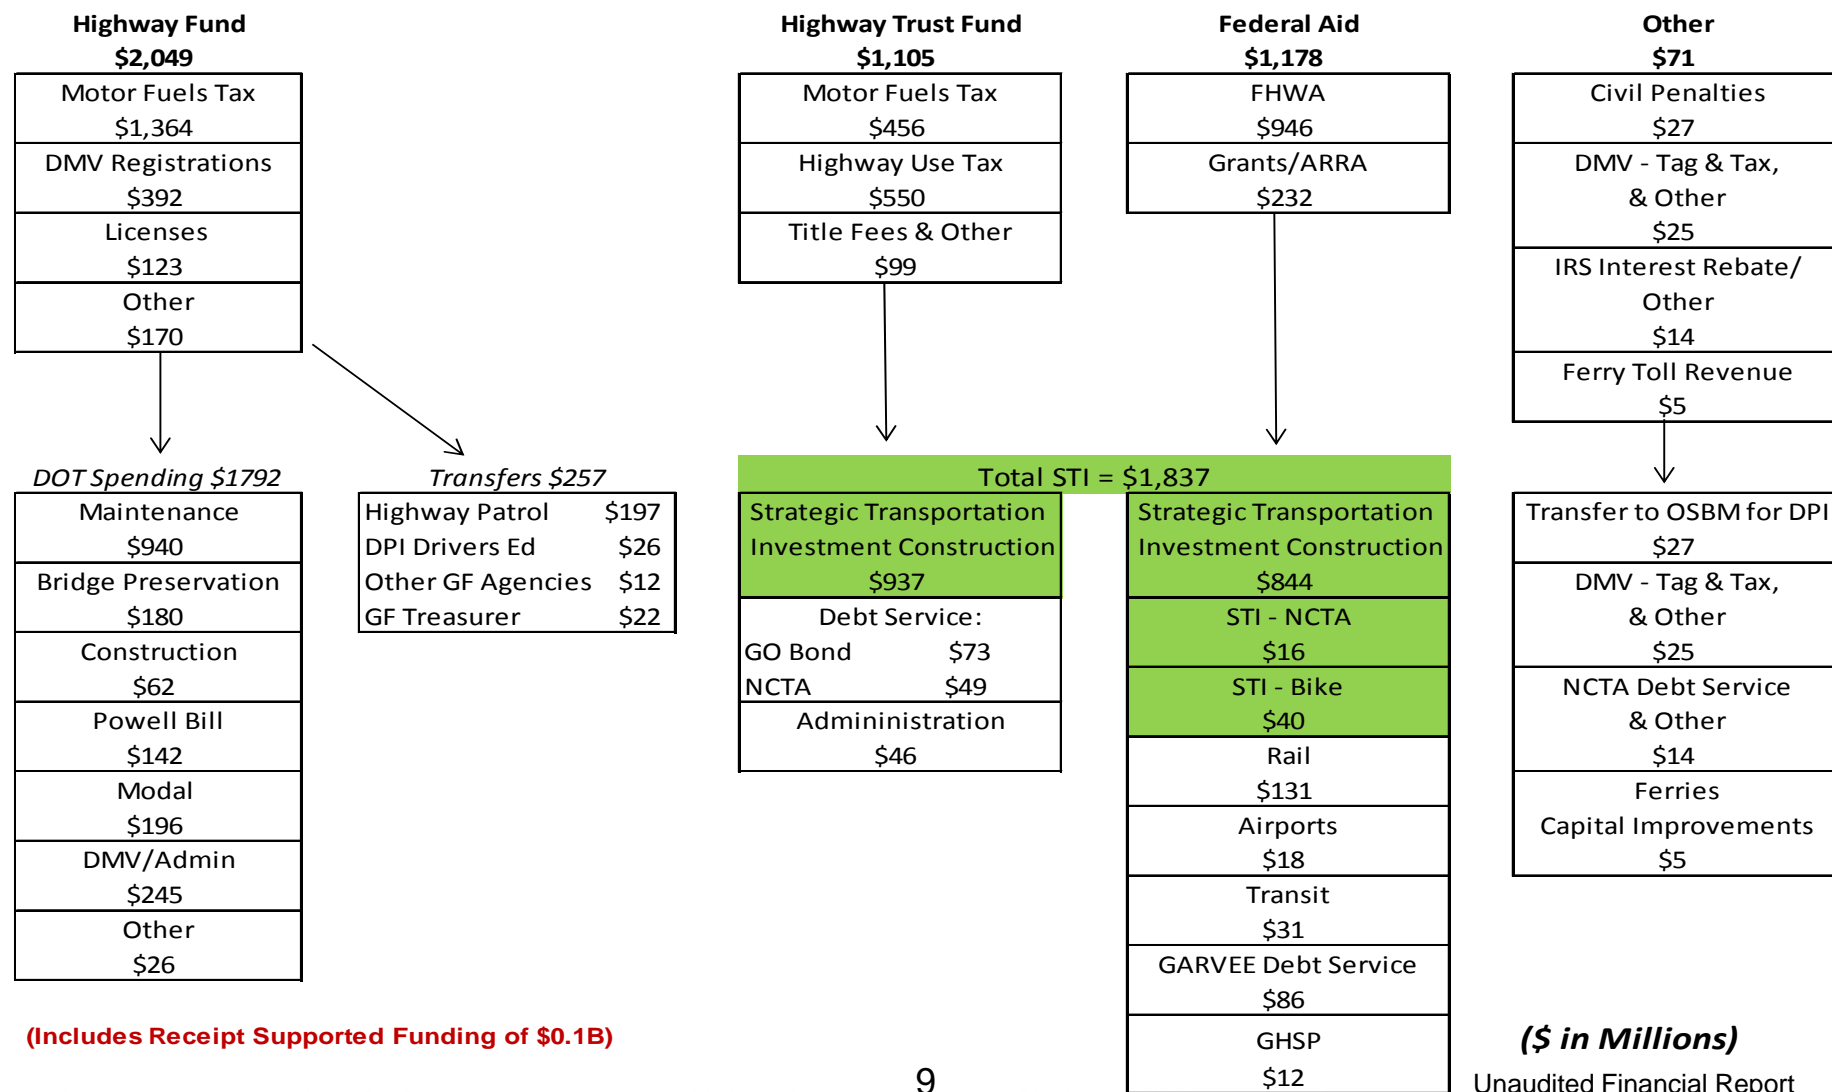 Highway Fund
$2,049
Motor Fuels Tax
$1,364
DMV Registrations
$392
Licenses
$123
Other
$170
DOT Spending $1792
Maintenance
$940
Bridge Preservation
$180
Construction
$62
Powell Bill
$142
Modal
$196
DMV/Admin
$245
Other
$26
Transfers $257
Highway Patrol $197
DPI Drivers Ed $26
Other GF Agencies $12
GF Treasurer $22
Highway Trust Fund
$1,105
Motor Fuels Tax
$456
Highway Use Tax
$550
Title Fees & Other
$99
Federal Aid
$1,178
FHWA
$946
Grants/ARRA
$232
Total STI = $1,837
Strategic Transportation
Investment Construction
$937
Debt Service:
GO Bond $73
NCTA $49
Admininistration
$46
Strategic Transportation
Investment Construction
$844
STI - NCTA
$16
STI - Bike
$40
Rail
$131
Airports
$18
Transit
$31
GARVEE Debt Service
$86
GHSP
$12
Other
$71
Civil Penalties
$27
DMV - Tag & Tax,
& Other
$25
IRS Interest Rebate/
Other
$14
Ferry Toll Revenue
$5
Transfer to OSBM for DPI
$27
DMV - Tag & Tax,
& Other
$25
NCTA Debt Service
& Other
$14
Ferries
Capital Improvements
$5
(Includes Receipt Supported Funding of $0.1B)
($ in Millions)
9
Unaudited Financial Report